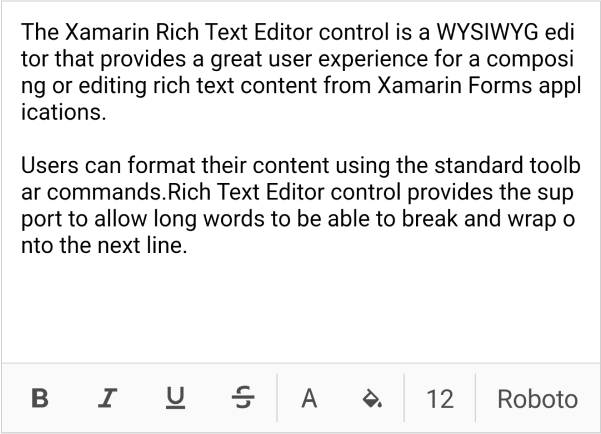 The Xamarin Rich Text Editor control is a WYSIWYG edi
tor that provides a great user experience for a composi
ng or editing rich text content from Xamarin Forms appl
ications.
Users can format their content using the standard toolb
ar commands.Rich Text Editor control provides the sup
port to allow long words to be able to break and wrap o
nto the next line.
B I U S A 12 Roboto